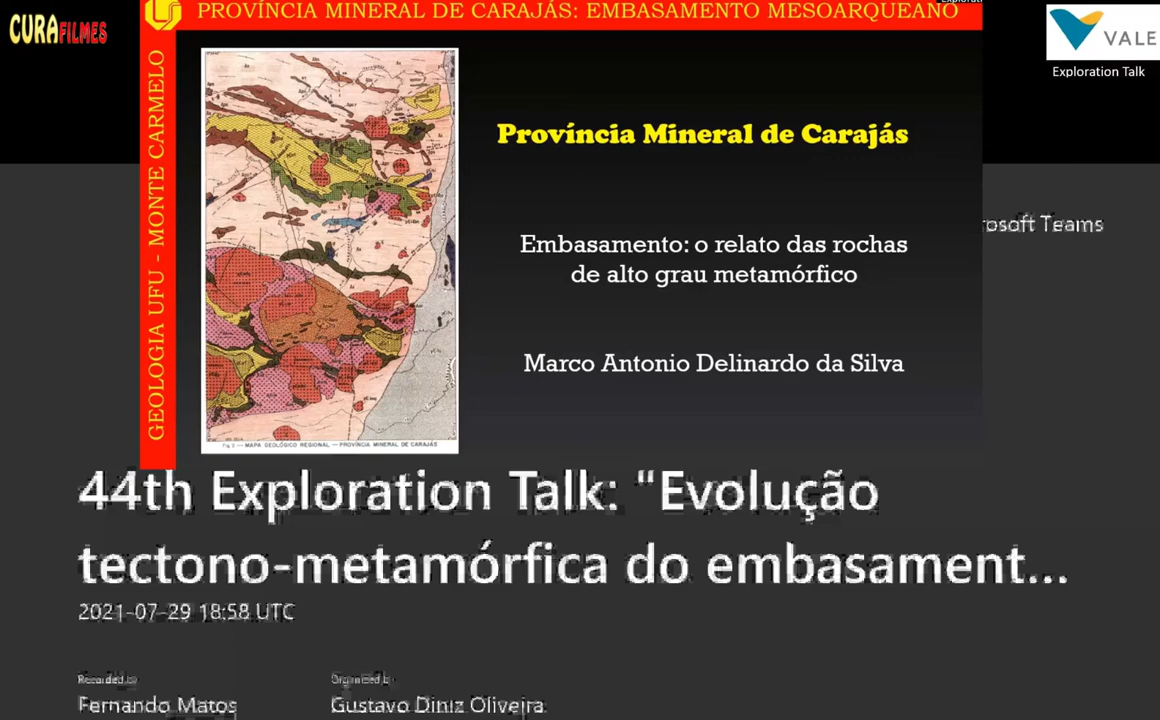 CURAFILMES
PROVÍNCIA MINERAL DE CARAJÁS: EMBASAMENTO MESOARQUEANO
VALE
Exploration Talk
GEOLOGIA UFU - MONTE CARMELO
Província Mineral de Carajás
Embasamento: o relato das rochas
de alto grau metamórfico
Marco Antonio Delinardo da Silva
MAPA GEOLÓGICO REGIONAL — PROVÍNCIA MINERAL DE CARAJÁS
rosoft Teams
44th Exploration Talk: "Evolução
tectono-metamórfica do embasament...
2021-07-29 18:58 UTC
Recorded by
Organized by
Fernando Matos
Gustavo Diniz Oliveira